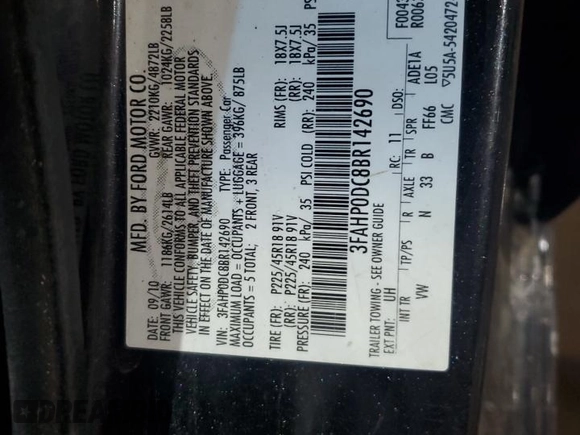 MFD. BY FORD MOTOR CO.
DATE: 09/10 GVWR: 2210KG/4872LB
FRONT GAWR: 1186KG/2614LB REAR GAWR: 1024KG/2258LB
THIS VEHICLE CONFORMS TO ALL APPLICABLE FEDERAL MOTOR
VEHICLE SAFETY, BUMPER, AND THEFT PREVENTION STANDARDS
IN EFFECT ON THE DATE OF MANUFACTURE SHOWN ABOVE.
VIN: 3FAHP0DC8BR142690 TYPE: Passenger Car
MAXIMUM LOAD = OCCUPANTS + LUGGAGE = 396KG/ 875LB
OCCUPANTS = 5 TOTAL: 2 FRONT, 3 REAR
TIRE (FR): P225/45R18 91V RIMS (FR): 18X7.5J
(RR): P225/45R18 91V (RR): 18X7.5J
PRESSURE (FR): 240 kPa/ 35 PSI COLD (RR): 240 kPa/ 35 PSI
3FAHP0DC8BR142690
F0043
R0063
TRAILER TOWING - SEE OWNER GUIDE
EXT PNT: UH RC: 11 DSO:
INT TR TP/PS R AXLE TR ADE1A
VW N 33 B FF66 L05
CMC ▽5U5A-5420472